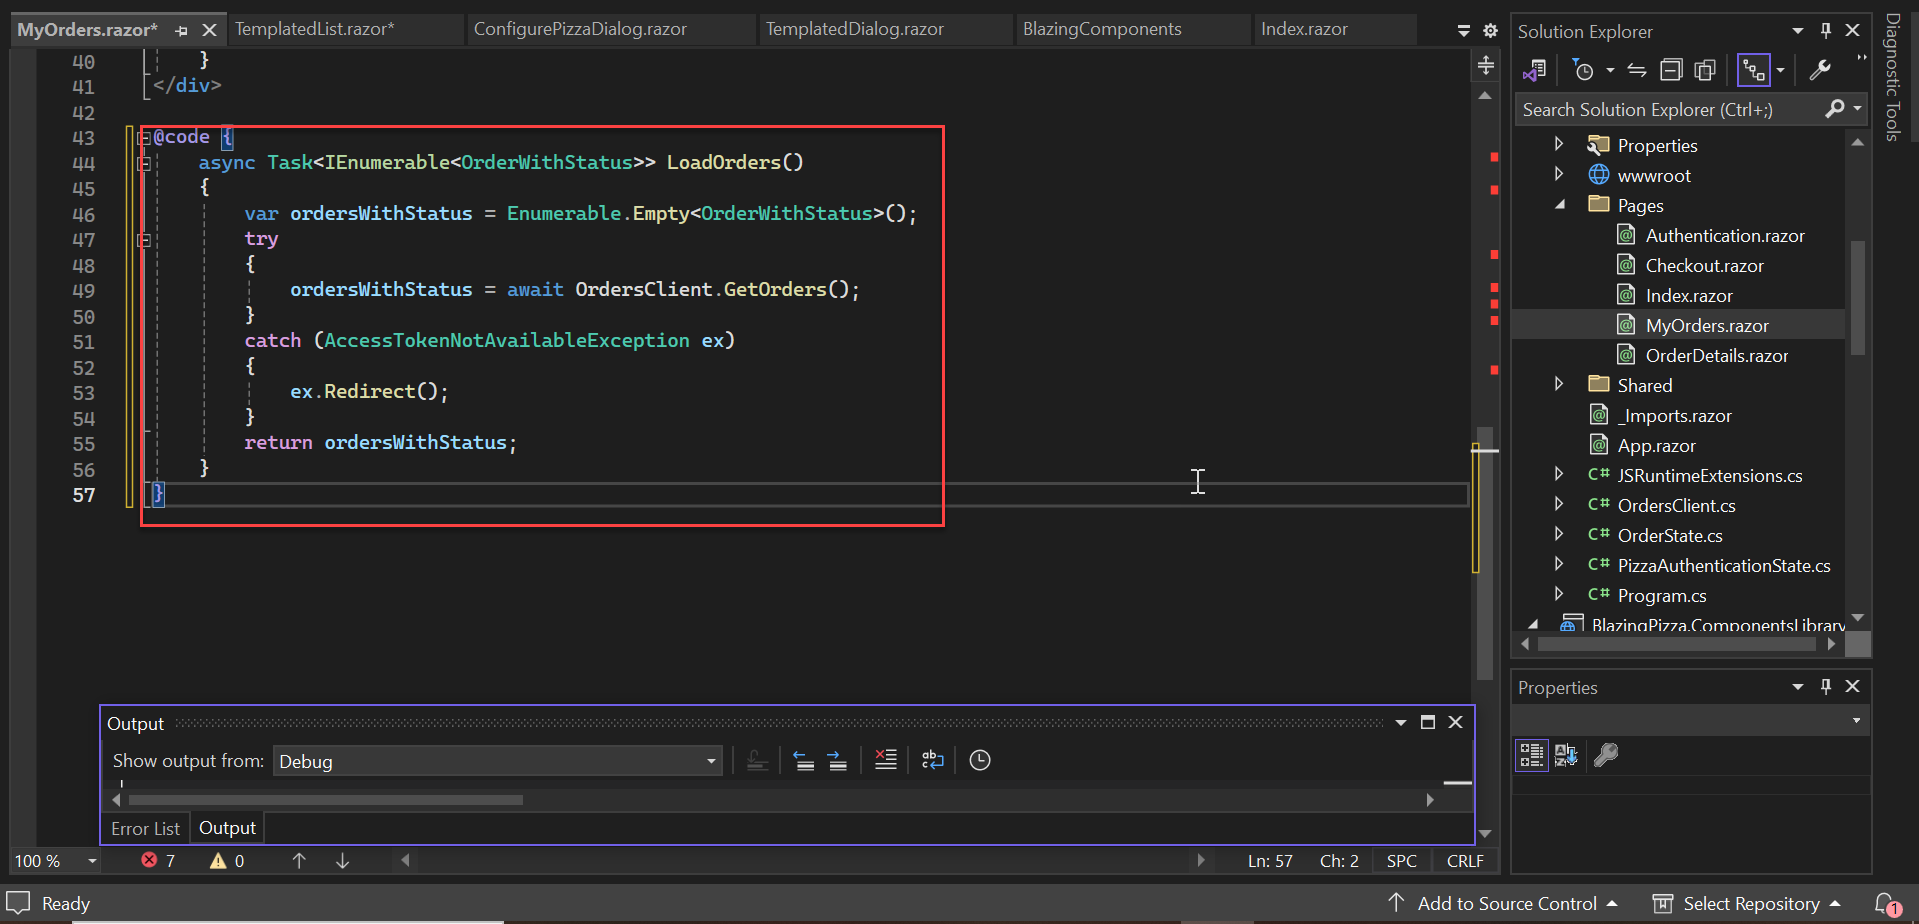 MyOrders.razor*
TemplatedList.razor*
ConfigurePizzaDialog.razor
TemplatedDialog.razor
BlazingComponents
Index.razor
40 }
41 </div>
42
43 @code {
44 async Task<IEnumerable<OrderWithStatus>> LoadOrders()
45 {
46 var ordersWithStatus = Enumerable.Empty<OrderWithStatus>();
47 try
48 {
49 ordersWithStatus = await OrdersClient.GetOrders();
50 }
51 catch (AccessTokenNotAvailableException ex)
52 {
53 ex.Redirect();
54 }
55 return ordersWithStatus;
56 }
57 }
Output
Show output from: Debug
Error List Output
100 % 7 0 Ln: 57 Ch: 2 SPC CRLF
Ready
Add to Source Control
Select Repository
1
Solution Explorer
Search Solution Explorer (Ctrl+;)
Properties
wwwroot
Pages
Authentication.razor
Checkout.razor
Index.razor
MyOrders.razor
OrderDetails.razor
Shared
_Imports.razor
App.razor
C# JSRuntimeExtensions.cs
C# OrdersClient.cs
C# OrderState.cs
C# PizzaAuthenticationState.cs
C# Program.cs
BlazingPizza.ComponentsLibrary
Properties
Diagnostic Tools